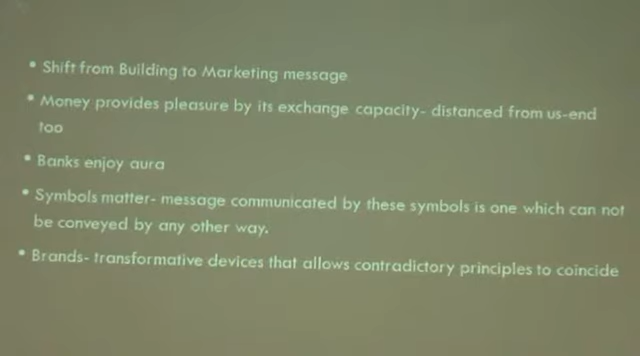 • Shift from Building to Marketing message
• Money provides pleasure by its exchange capacity- distanced from us-end
too
• Banks enjoy aura
• Symbols matter- message communicated by these symbols is one which can not
be conveyed by any other way.
• Brands- transformative devices that allows contradictory principles to coincide